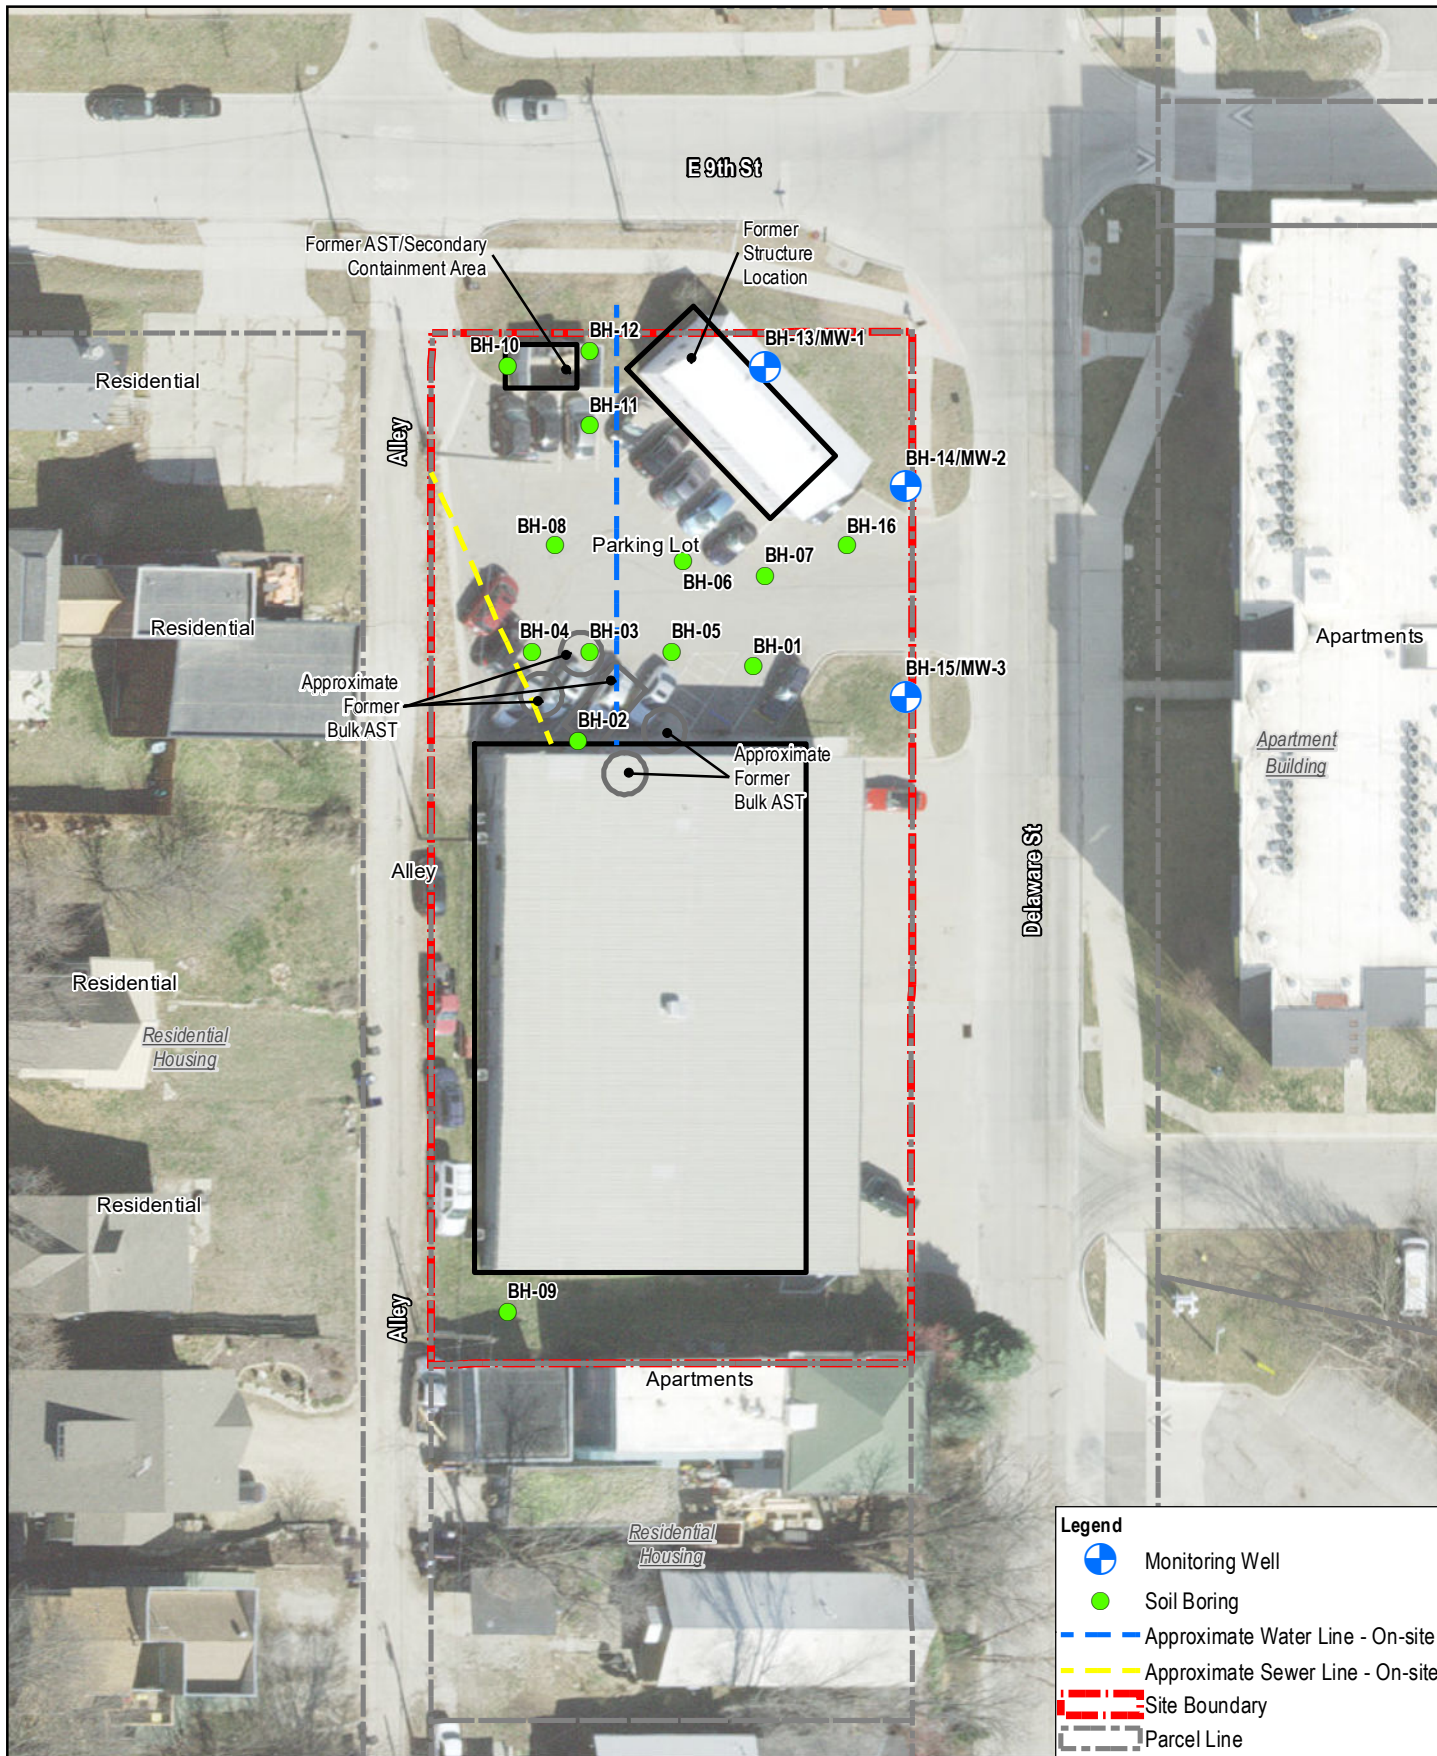 E 9th St
Former AST/Secondary
Containment Area
Former
Structure
Location
BH-12
BH-10
BH-13/MW-1
Residential
BH-11
Alley
BH-14/MW-2
BH-08
Parking Lot
BH-16
BH-06
BH-07
Residential
BH-04
BH-03
BH-05
BH-01
Apartments
BH-15/MW-3
Approximate
Former
Bulk AST
BH-02
Approximate
Former
Bulk AST
Apartment
Building
Alley
Delaware St
Residential
Residential
Housing
Residential
BH-09
Alley
Apartments
Residential
Housing
Legend
Monitoring Well
Soil Boring
Approximate Water Line - On-site
Approximate Sewer Line - On-site
Site Boundary
Parcel Line